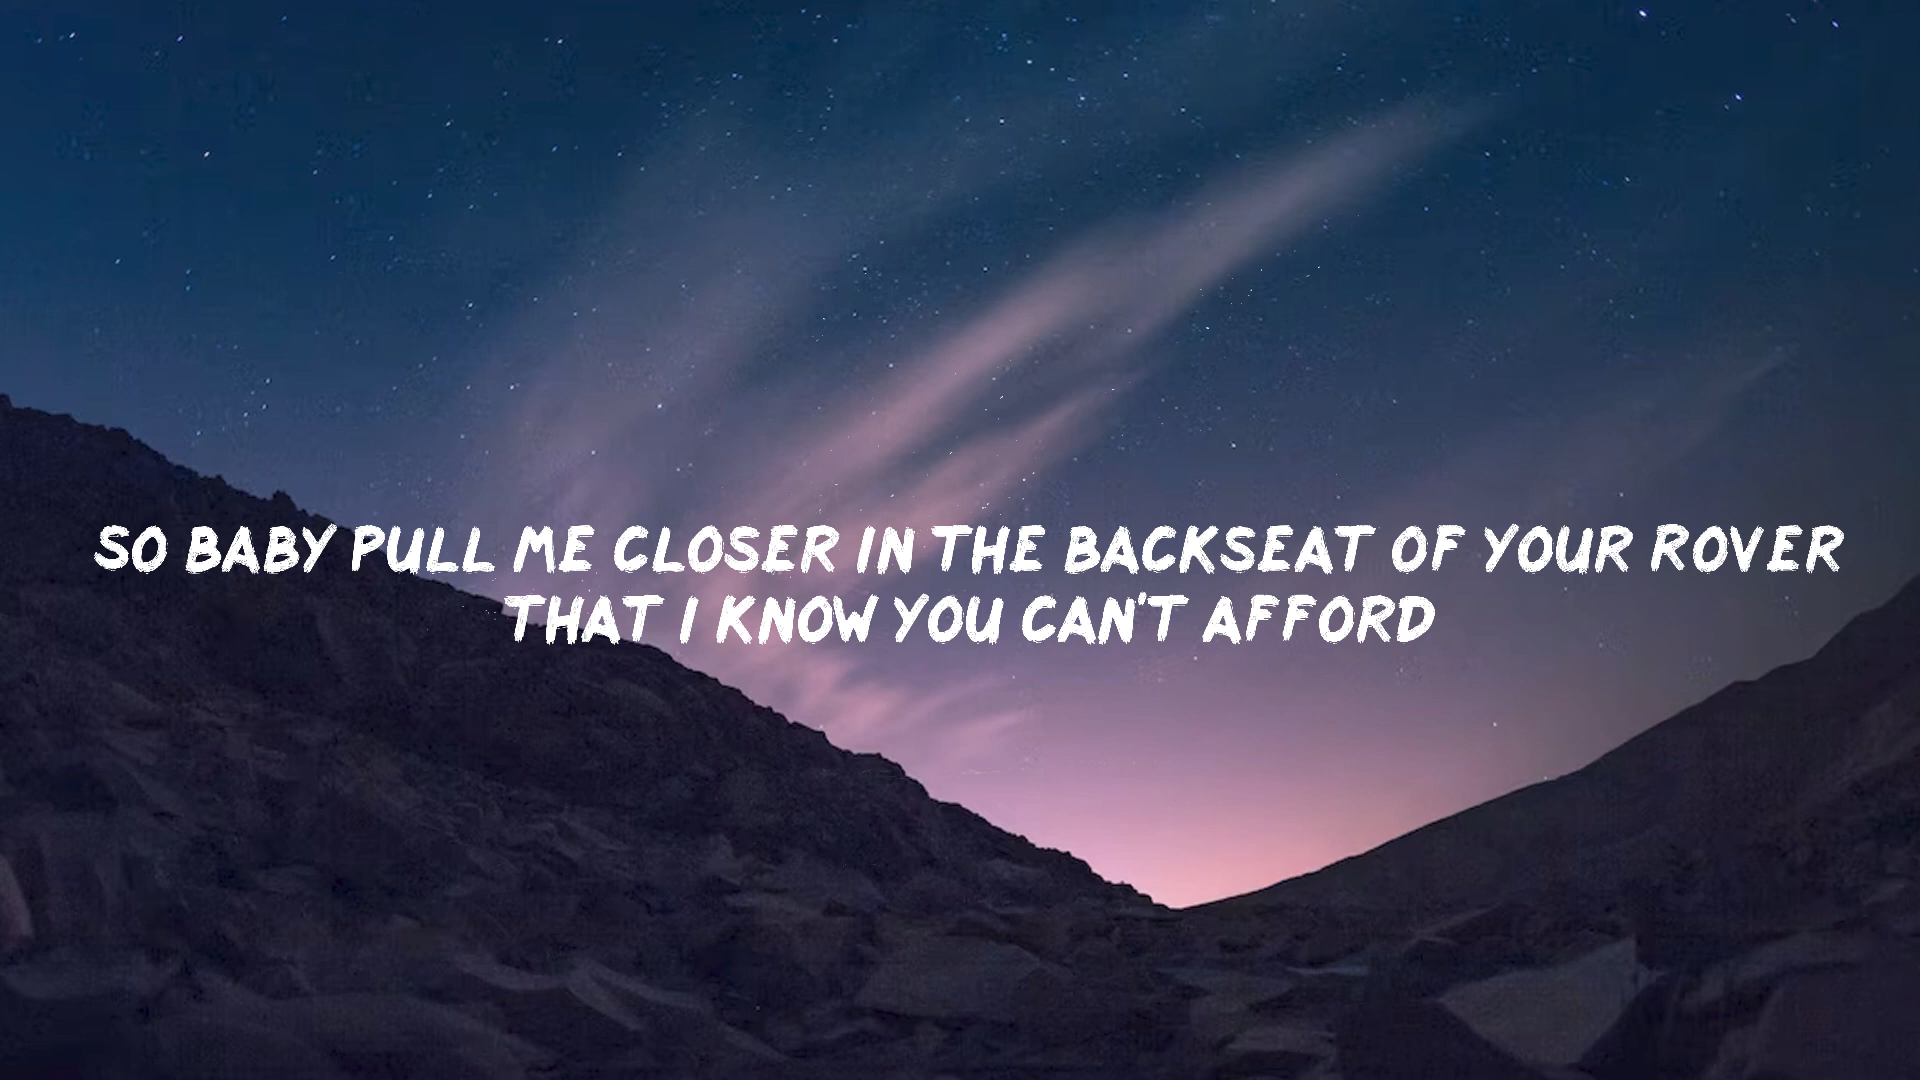 SO BABY PULL ME CLOSER IN THE BACKSEAT OF YOUR ROVER
THAT I KNOW YOU CAN'T AFFORD